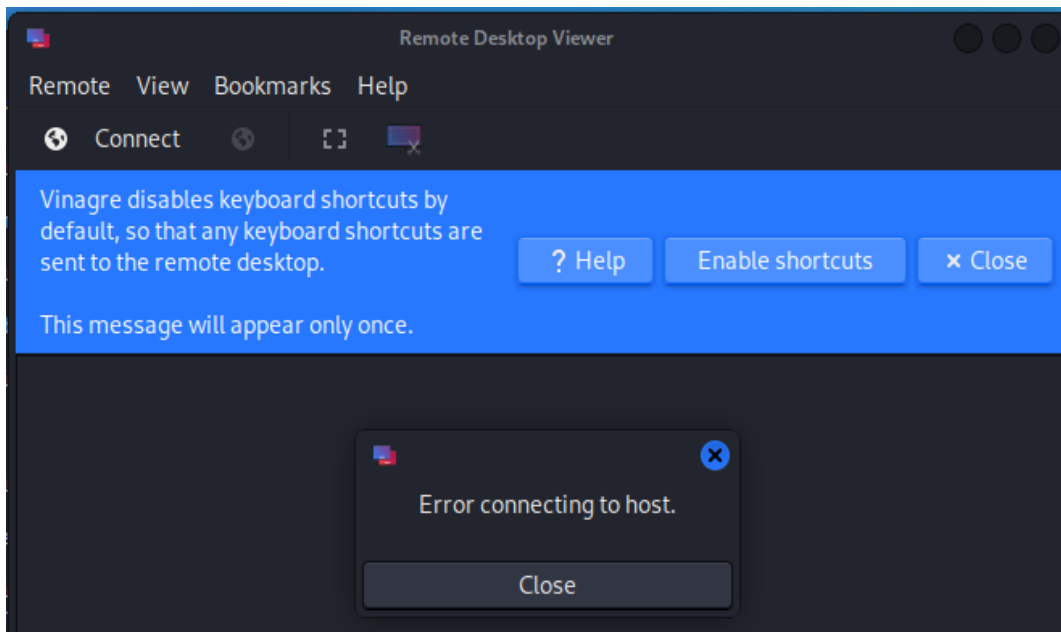 Remote Desktop Viewer
Remote View Bookmarks Help
Connect
Vinagre disables keyboard shortcuts by
default, so that any keyboard shortcuts are
sent to the remote desktop.
This message will appear only once.
? Help
Enable shortcuts
× Close
Error connecting to host.
Close